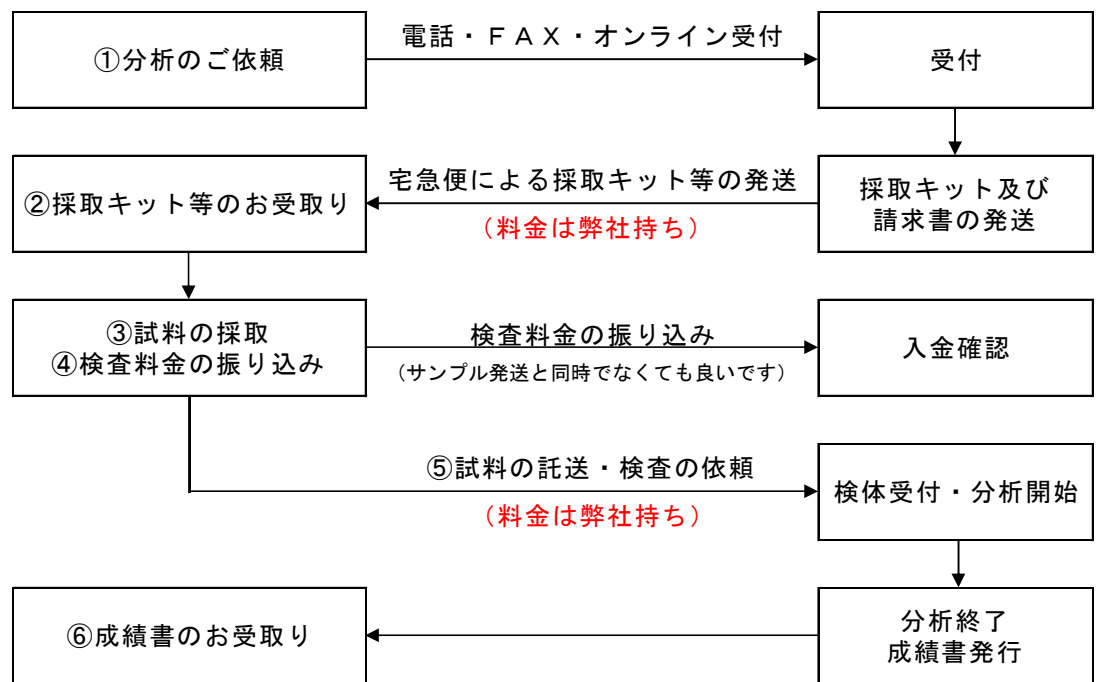 ①分析のご依頼
電話・ＦＡＸ・オンライン受付
受付
②採取キット等のお受取り
宅急便による採取キット等の発送
（料金は弊社持ち）
採取キット及び
請求書の発送
③試料の採取
④検査料金の振り込み
検査料金の振り込み
（サンプル発送と同時でなくても良いです）
入金確認
⑤試料の託送・検査の依頼
（料金は弊社持ち）
検体受付・分析開始
⑥成績書のお受取り
分析終了
成績書発行